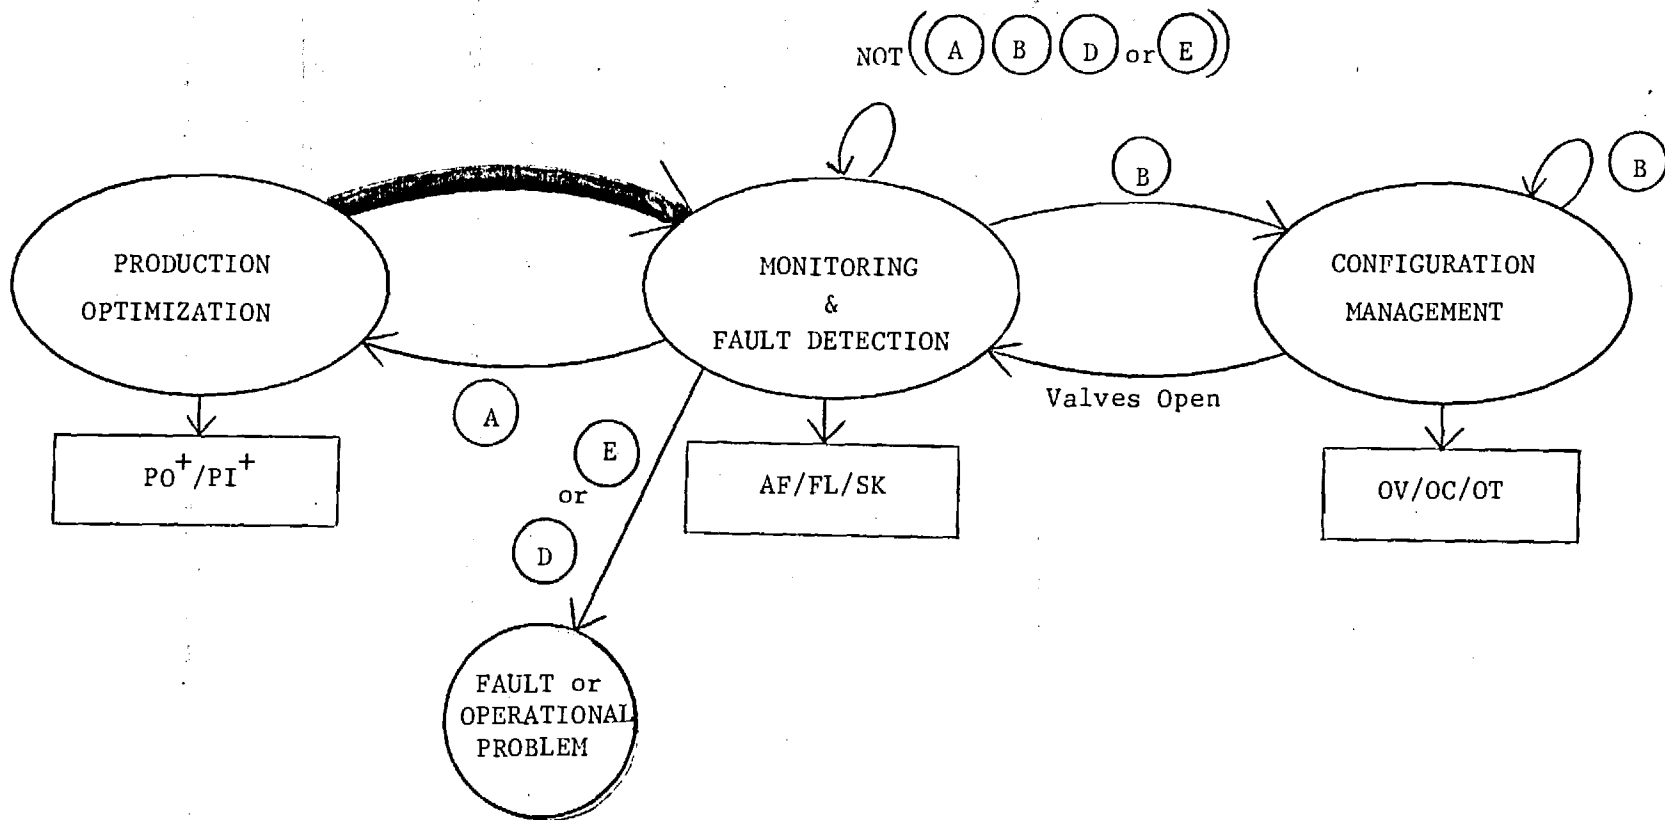 NOT ((A) (B) (D) or (E))
B
B
PRODUCTION
OPTIMIZATION
MONITORING
&
FAULT DETECTION
CONFIGURATION
MANAGEMENT
A
Valves Open
E
or
D
PO+/PI+
AF/FL/SK
OV/OC/OT
FAULT or
OPERATIONAL
PROBLEM